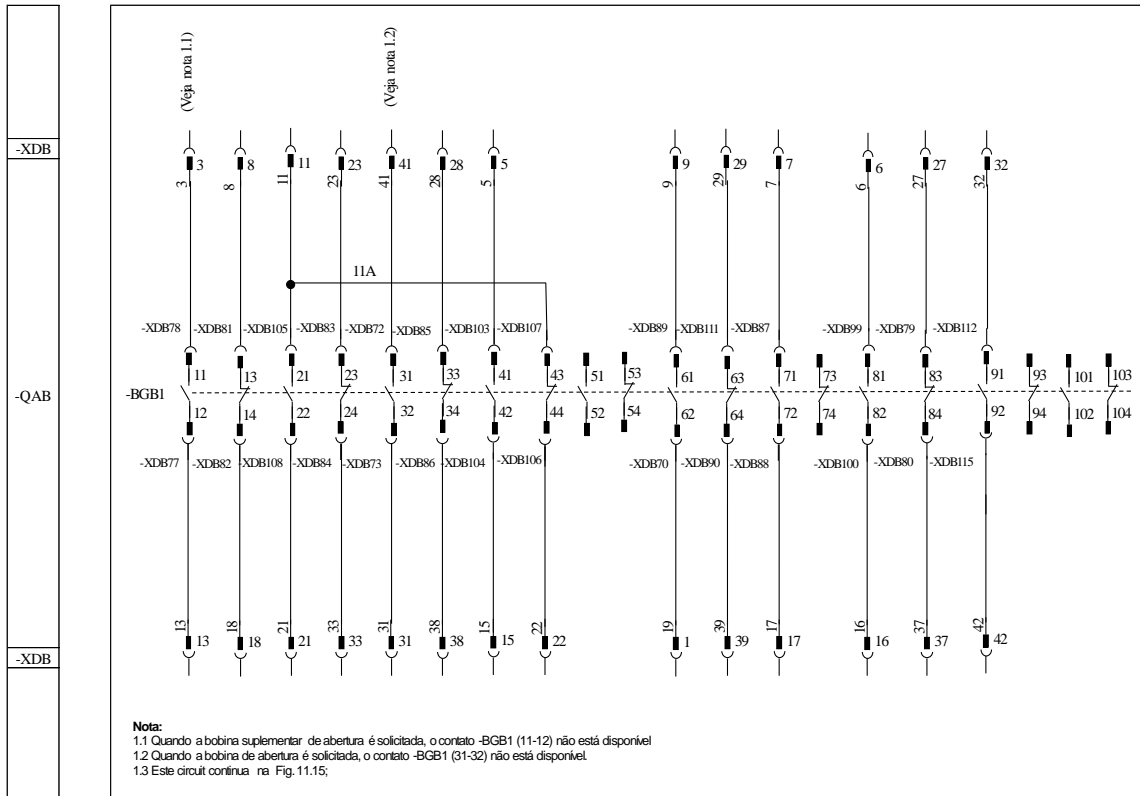 (Veja nota 1.1)
(Veja nota 1.2)
-XDB
3 8 11 23 41 28 5 9 29 7 6 27 32
3 8 11 23 41 28 5 9 29 7 6 27 32
11A
-XDB78 -XDB81 -XDB105 -XDB83 -XDB72 -XDB85 -XDB103 -XDB107 -XDB89 -XDB111 -XDB87 -XDB99 -XDB79 -XDB112
11 13 21 23 31 33 41 43 51 53 61 63 71 73 81 83 91 93 101 103
-QAB
-BGB1
12 14 22 24 32 34 42 44 52 54 62 64 72 74 82 84 92 94 102 104
-XDB77 -XDB82 -XDB108 -XDB84 -XDB73 -XDB86 -XDB104 -XDB106 -XDB70 -XDB90 -XDB88 -XDB100 -XDB80 -XDB115
13 18 21 33 31 38 15 22 19 39 17 16 37 42
13 18 21 33 31 38 15 22 1 39 17 16 37 42
-XDB
Nota:
1.1 Quando a bobina suplementar de abertura é solicitada, o contato -BGB1 (11-12) não está disponível
1.2 Quando a bobina de abertura é solicitada, o contato -BGB1 (31-32) não está disponível.
1.3 Este circuit continua na Fig. 11.15;